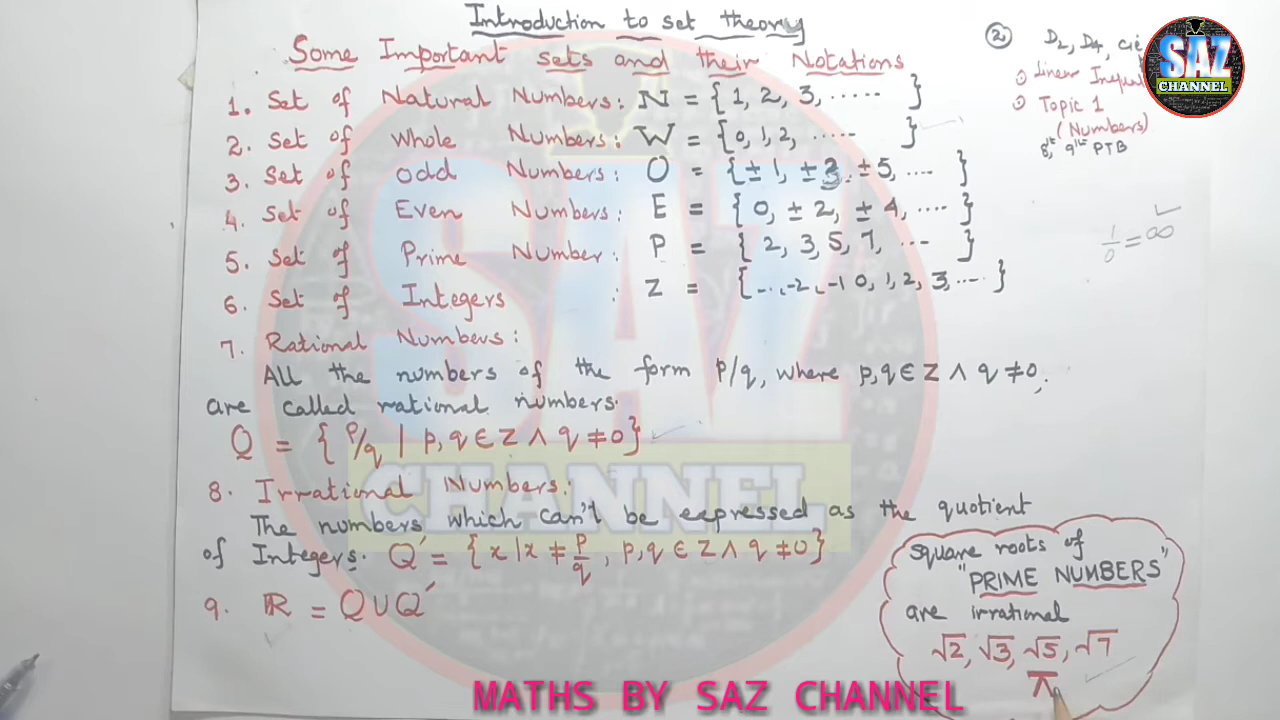 Introduction to set theory
Some Important sets and their Notations
1. Set of Natural Numbers: N = {1, 2, 3, ..... }
2. Set of whole Numbers: W = {0, 1, 2, ..... }
3. Set of odd Numbers: O = {±1, ±3, ±5, .... }
4. Set of Even Numbers: E = {0, ±2, ±4, .... }
5. Set of Prime Number: P = {2, 3, 5, 7, ... }
6. Set of Integers : Z = {..., -2, -1 0, 1, 2, 3, .... }
7. Rational Numbers:
All the numbers of the form P/q, where p, q ∈ Z ∧ q ≠ 0,
are called rational numbers.
Q = {P/q | p, q ∈ Z ∧ q ≠ 0}
8. Irrational Numbers:
The numbers which can't be expressed as the quotient
of Integers. Q′ = {x | x ≠ p/q, p, q ∈ Z ∧ q ≠ 0}
9. ℝ = Q ∪ Q′
2.
D2, D4,
Linear
Topic 1
(Numbers)
8th, 9th PTB
SAZ
CHANNEL
1/0 = ∞
square roots of
"PRIME NUMBERS"
are irrational
√2, √3, √5, √7
π
SAZ
CHANNEL
MATHS BY SAZ CHANNEL